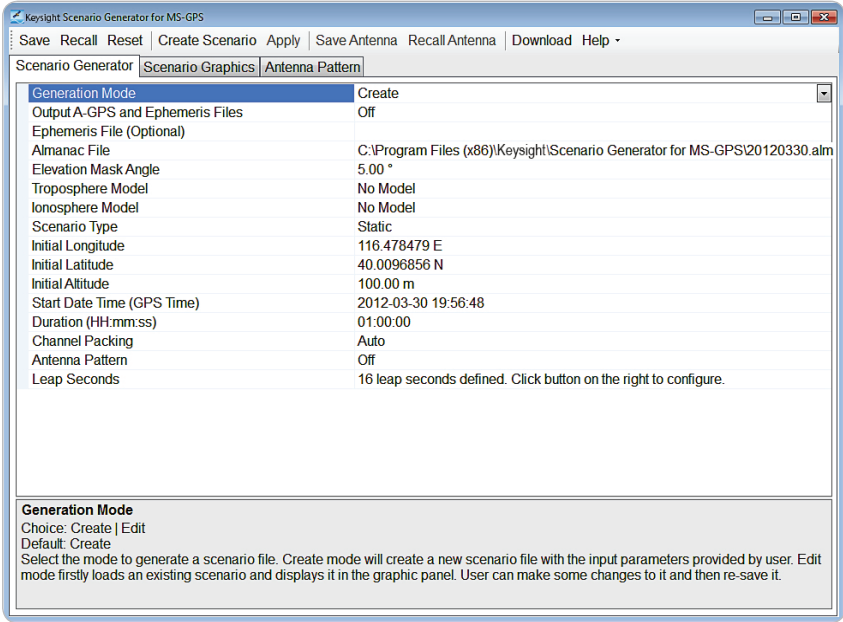 Keysight Scenario Generator for MS-GPS
Save Recall Reset Create Scenario Apply Save Antenna Recall Antenna Download Help
Scenario Generator Scenario Graphics Antenna Pattern
Generation Mode Create
Output A-GPS and Ephemeris Files Off
Ephemeris File (Optional)
Almanac File C:\Program Files (x86)\Keysight\Scenario Generator for MS-GPS\20120330.alm
Elevation Mask Angle 5.00 °
Troposphere Model No Model
Ionosphere Model No Model
Scenario Type Static
Initial Longitude 116.478479 E
Initial Latitude 40.0096856 N
Initial Altitude 100.00 m
Start Date Time (GPS Time) 2012-03-30 19:56:48
Duration (HH:mm:ss) 01:00:00
Channel Packing Auto
Antenna Pattern Off
Leap Seconds 16 leap seconds defined. Click button on the right to configure.
Generation Mode
Choice: Create | Edit
Default: Create
Select the mode to generate a scenario file. Create mode will create a new scenario file with the input parameters provided by user. Edit
mode firstly loads an existing scenario and displays it in the graphic panel. User can make some changes to it and then re-save it.